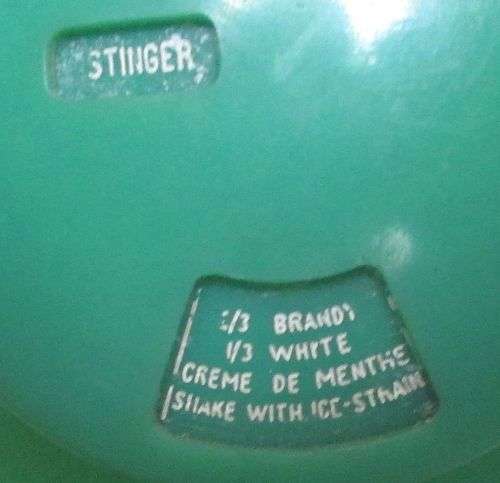 STINGER
2/3 BRANDY
1/3 WHITE
CREME DE MENTHE
SHAKE WITH ICE-STRAIN